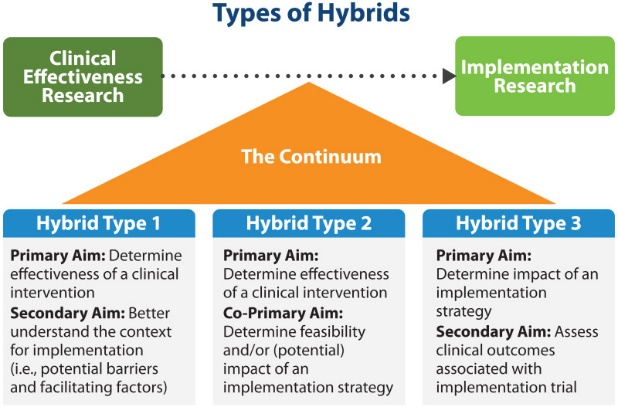 Types of Hybrids
Clinical
Effectiveness
Research
Implementation
Research
The Continuum
Hybrid Type 1
Primary Aim: Determine
effectiveness of a clinical
intervention
Secondary Aim: Better
understand the context
for implementation
(i.e., potential barriers
and facilitating factors)
Hybrid Type 2
Primary Aim:
Determine effectiveness
of a clinical intervention
Co-Primary Aim:
Determine feasibility
and/or (potential)
impact of an
implementation strategy
Hybrid Type 3
Primary Aim:
Determine impact of an
implementation
strategy
Secondary Aim: Assess
clinical outcomes
associated with
implementation trial